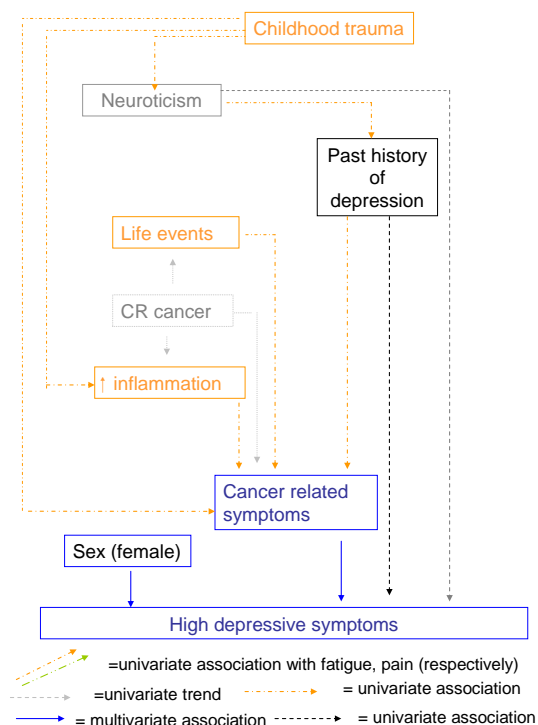 Childhood trauma
Neuroticism
Past history
of
depression
Life events
CR cancer
↑ inflammation
Cancer related
symptoms
Sex (female)
High depressive symptoms
=univariate association with fatigue, pain (respectively)
=univariate trend
= univariate association
= multivariate association
= univariate association